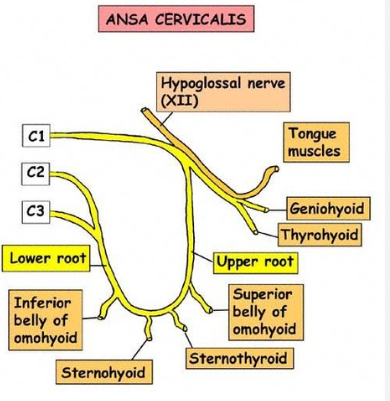 ANSA CERVICALIS
Hypoglossal nerve
(XII)
C1
Tongue
muscles
C2
C3
Geniohyoid
Thyrohyoid
Lower root
Upper root
Inferior
belly of
omohyoid
Superior
belly of
omohyoid
Sternothyroid
Sternohyoid